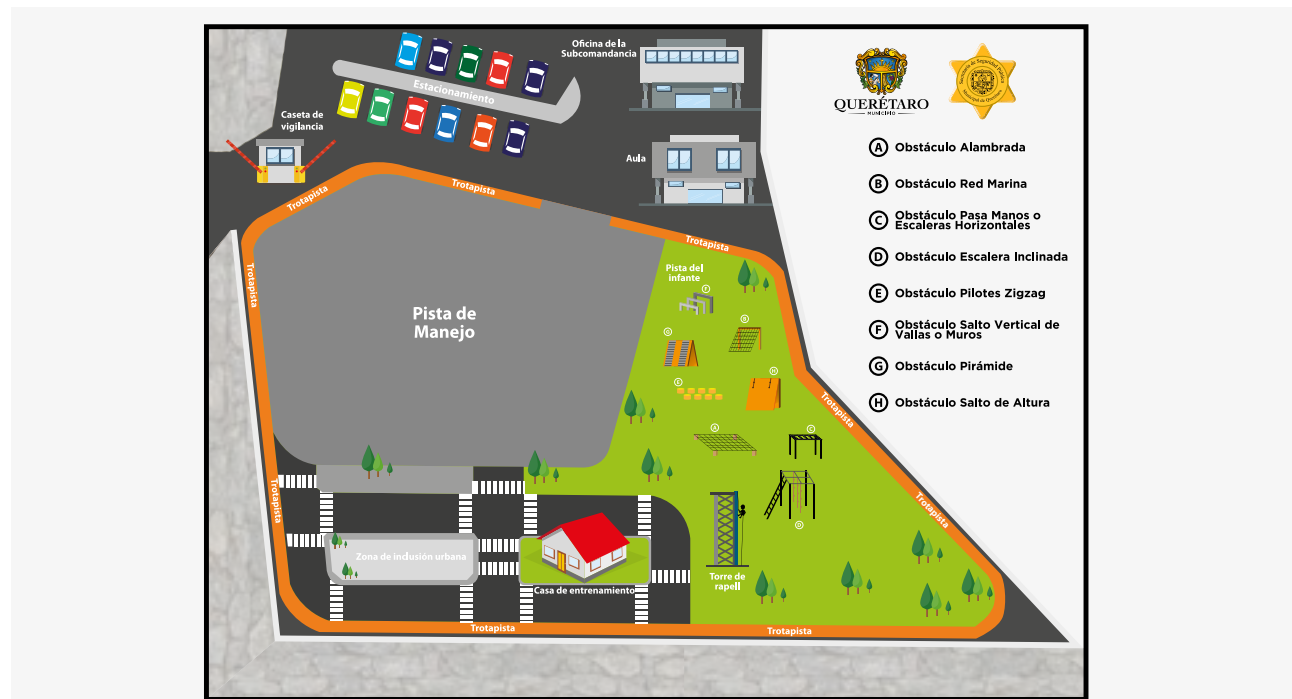 Oficina de la
Subcomandancia
Estacionamiento
Caseta de
vigilancia
Aula
Trotapista
Trotapista
Trotapista
Trotapista
Pista del
infante
Pista de
Manejo
F
G
H
E
A
C
D
Trotapista
Trotapista
Trotapista
Zona de inclusión urbana
Casa de entrenamiento
Torre de
rapell
Trotapista
Trotapista
QUERÉTARO
MUNICIPIO
A Obstáculo Alambrada
B Obstáculo Red Marina
C Obstáculo Pasa Manos o
Escaleras Horizontales
D Obstáculo Escalera Inclinada
E Obstáculo Pilotes Zigzag
F Obstáculo Salto Vertical de
Vallas o Muros
G Obstáculo Pirámide
H Obstáculo Salto de Altura